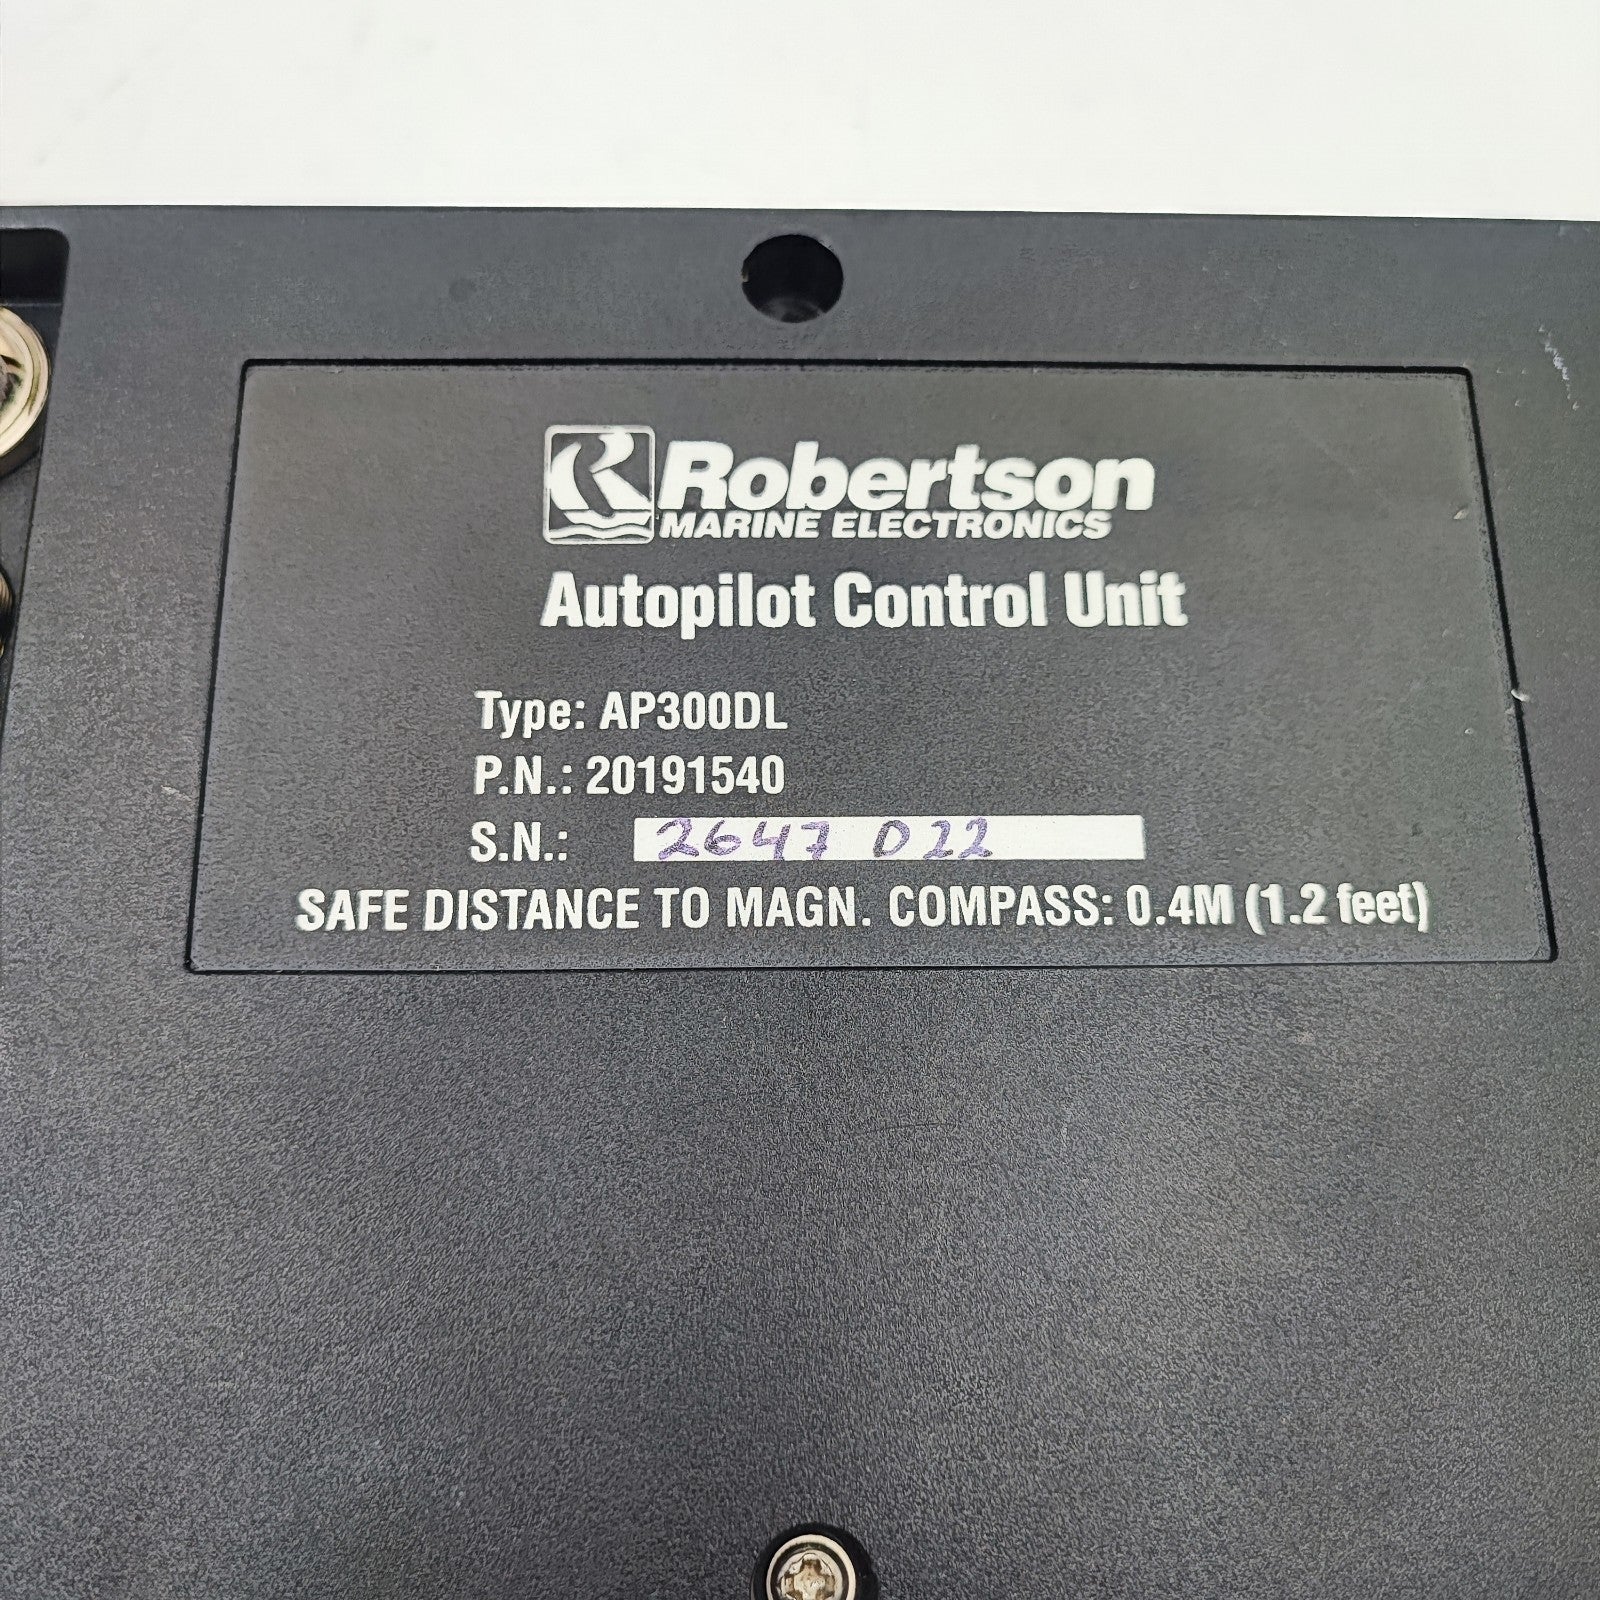 Robertson
MARINE ELECTRONICS
Autopilot Control Unit
Type: AP300DL
P.N.: 20191540
S.N.: 2647 D22
SAFE DISTANCE TO MAGN. COMPASS: 0.4M (1.2 feet)